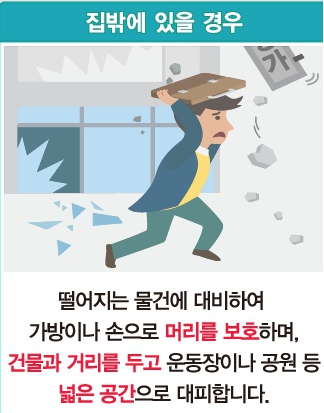 집밖에 있을 경우
가
떨어지는 물건에 대비하여
가방이나 손으로 머리를 보호하며,
건물과 거리를 두고 운동장이나 공원 등
넓은 공간으로 대피합니다.